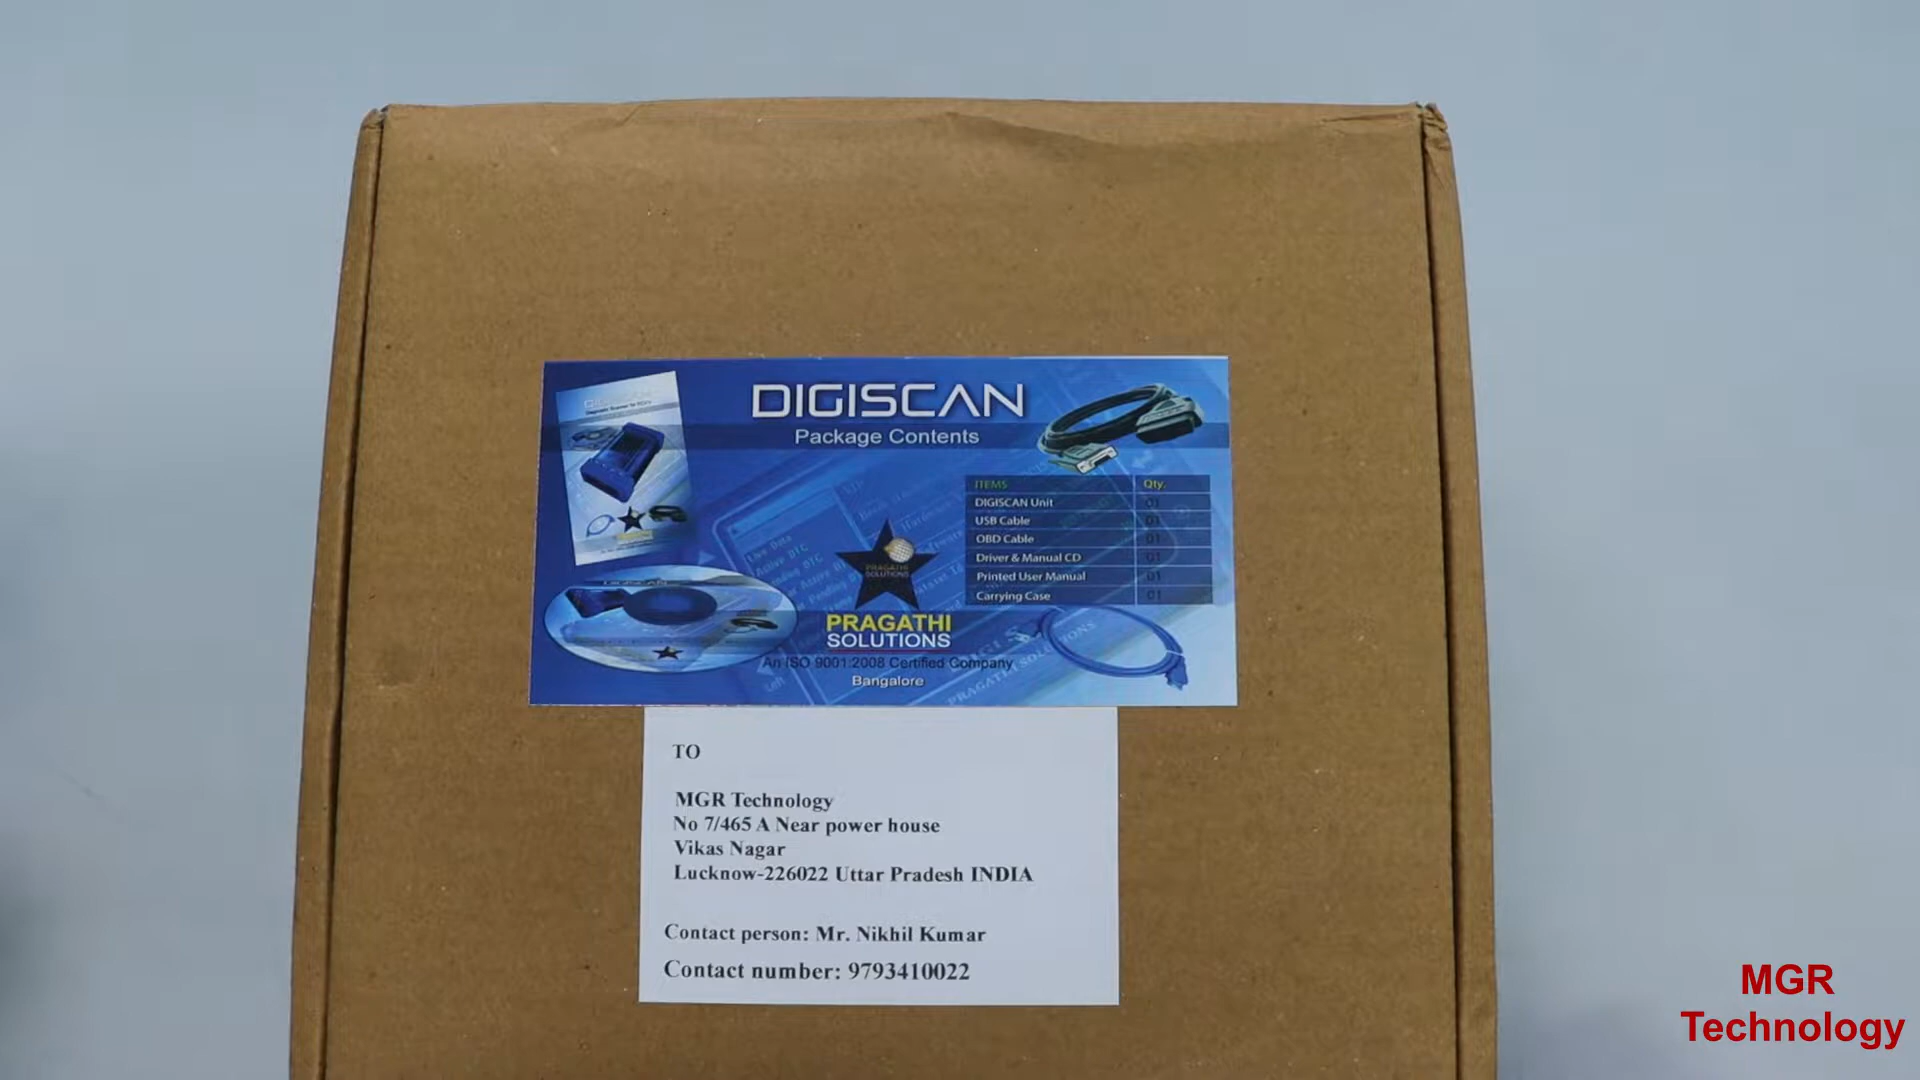 DIGISCAN
Package Contents
ITEMS Qty.
DIGISCAN Unit 01
USB Cable 01
OBD Cable 01
Driver & Manual CD 01
Printed User Manual 01
Carrying Case 01
DIGISCAN
PRAGATHI
SOLUTIONS
PRAGATHI
SOLUTIONS
An ISO 9001:2008 Certified Company
Bangalore
TO
MGR Technology
No 7/465 A Near power house
Vikas Nagar
Lucknow-226022 Uttar Pradesh INDIA
Contact person: Mr. Nikhil Kumar
Contact number: 9793410022
MGR
Technology